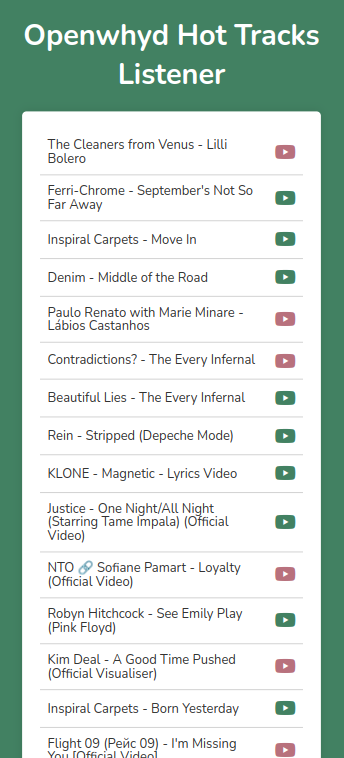 Openwhyd Hot Tracks
Listener
The Cleaners from Venus - Lilli
Bolero
Ferri-Chrome - September's Not So
Far Away
Inspiral Carpets - Move In
Denim - Middle of the Road
Paulo Renato with Marie Minare -
Lábios Castanhos
Contradictions? - The Every Infernal
Beautiful Lies - The Every Infernal
Rein - Stripped (Depeche Mode)
KLONE - Magnetic - Lyrics Video
Justice - One Night/All Night
(Starring Tame Impala) (Official
Video)
NTO 🔗 Sofiane Pamart - Loyalty
(Official Video)
Robyn Hitchcock - See Emily Play
(Pink Floyd)
Kim Deal - A Good Time Pushed
(Official Visualiser)
Inspiral Carpets - Born Yesterday
Flight 09 (Рейс 09) - I'm Missing
You [Official Video]